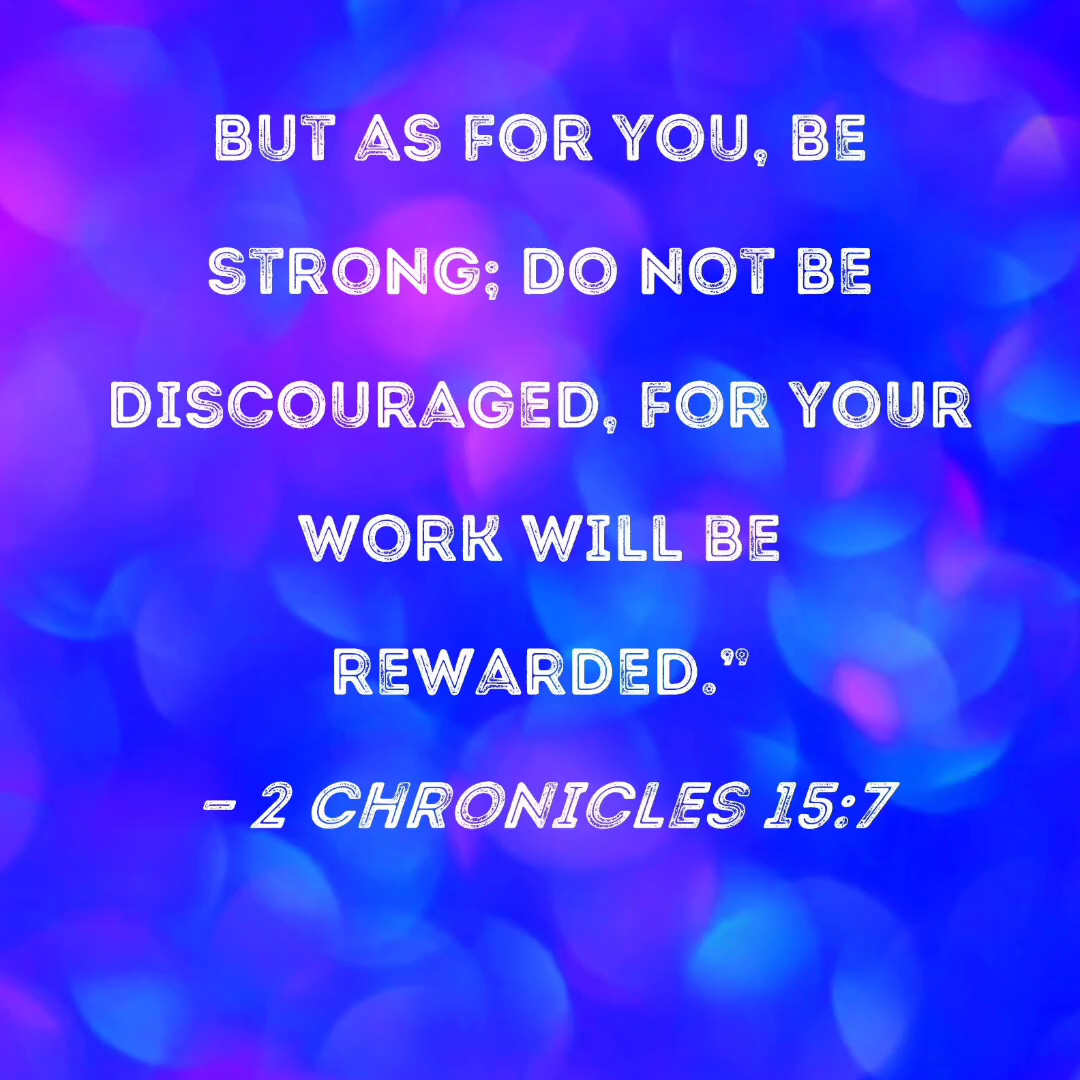 BUT AS FOR YOU, BE
STRONG; DO NOT BE
DISCOURAGED, FOR YOUR
WORK WILL BE
REWARDED.”
– 2 CHRONICLES 15:7